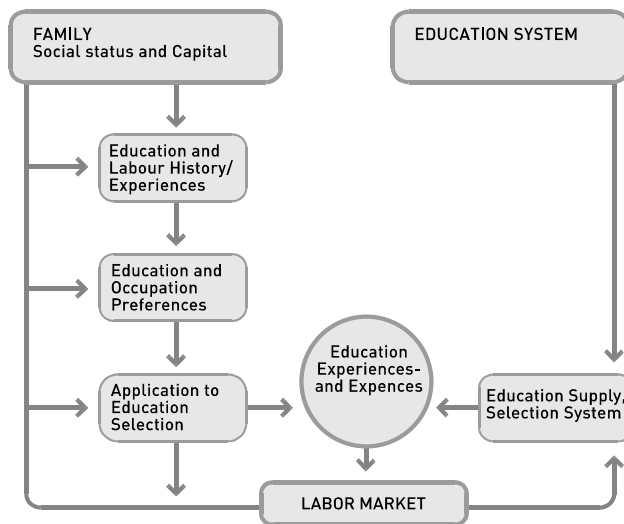 FAMILY
Social status and Capital
EDUCATION SYSTEM
Education and
Labour History/
Experiences
Education and
Occupation
Preferences
Application to
Education
Selection
Education
Experiences-
and Expences
Education Supply,
Selection System
LABOR MARKET